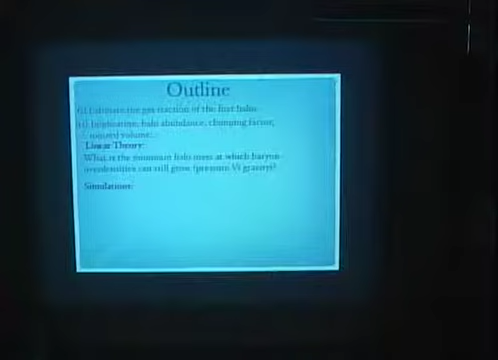 Outline
i) Estimate the gas fraction of the first halos
ii) Implication, halo abundance, clumping factor,
ionized volume..
Linear Theory:
What is the minimum halo mass at which baryon
overdensities can still grow (pressure Vs gravity)?
Simulations: